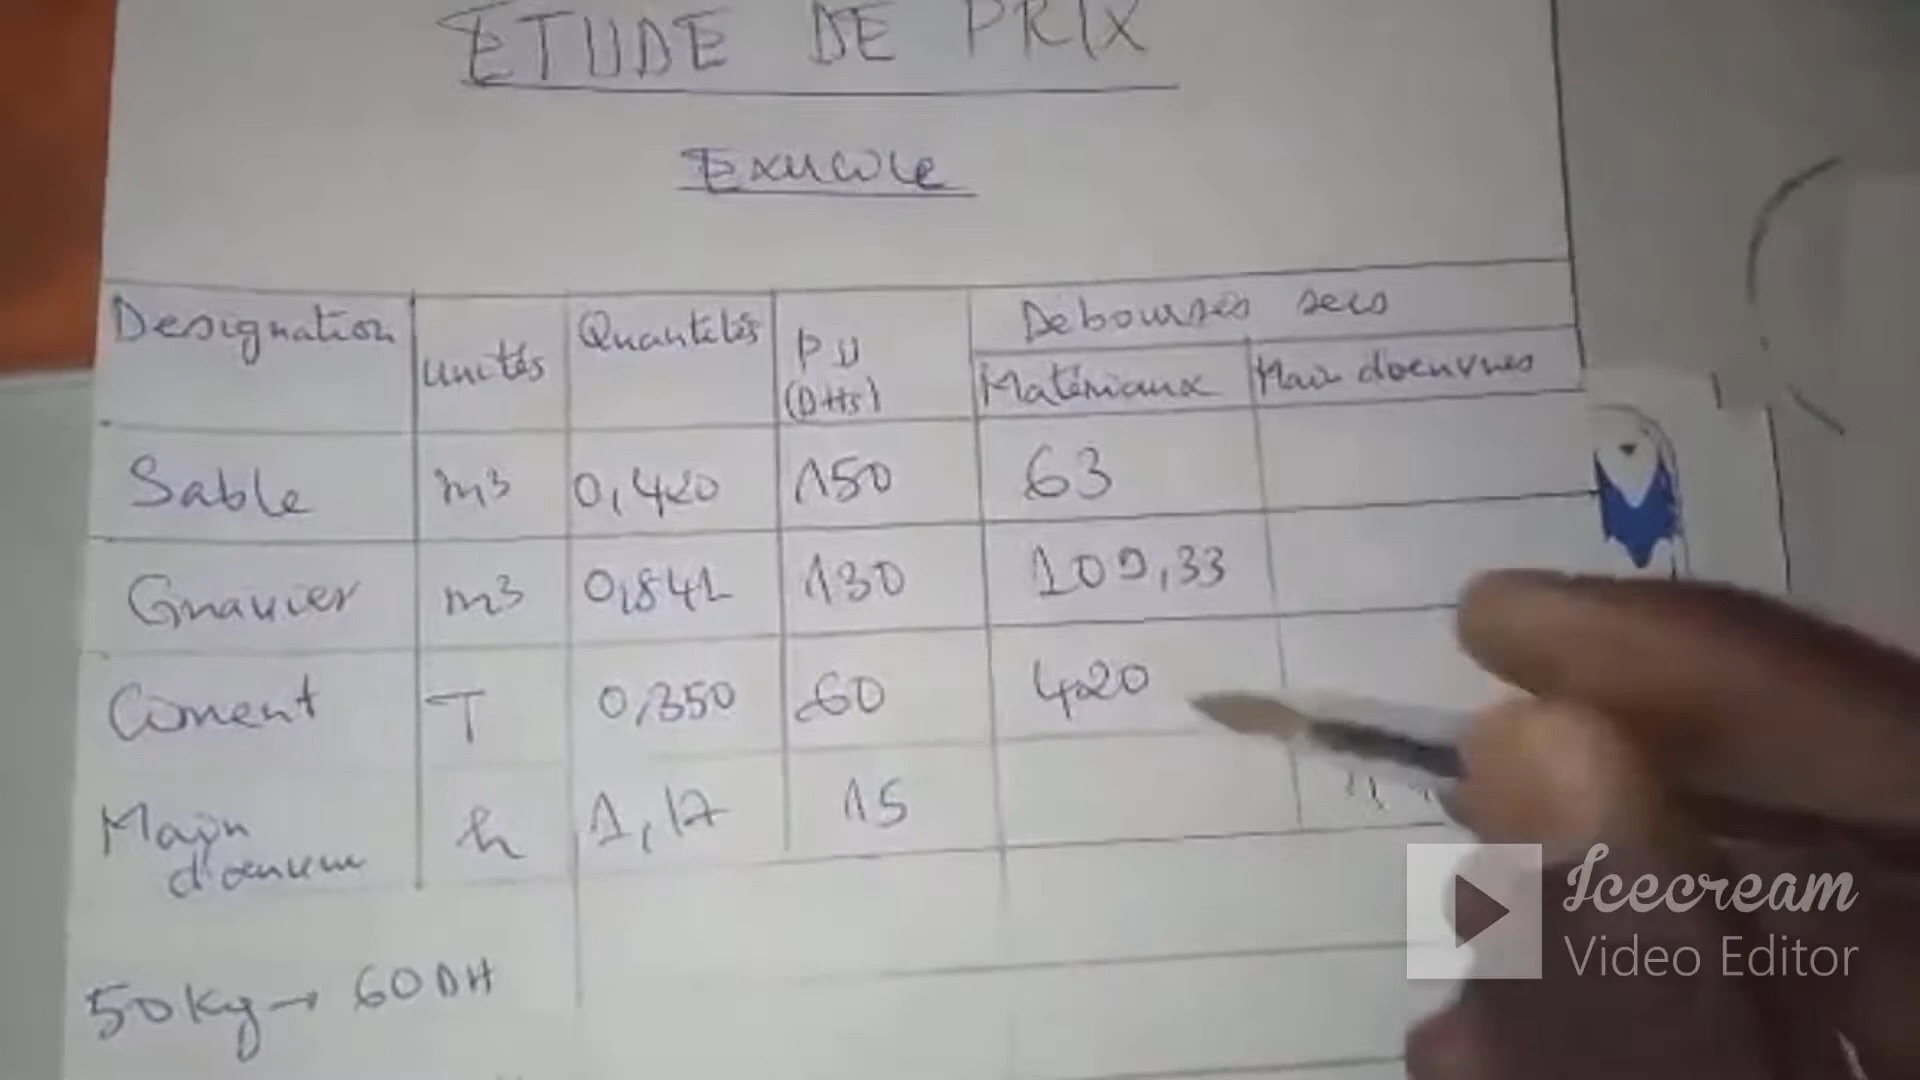 ETUDE DE PRIX
Exercice
Designation unités Quantités PU (DHs) Debourses secs
Matériaux Main d'oeuvres
Sable m³ 0,420 150 63
Gravier m³ 0,841 130 109,33
Ciment T 0,350 60 420
Main h 1,17 15
d'oeuvre
50Kg → 60DH
Icecream
Video Editor